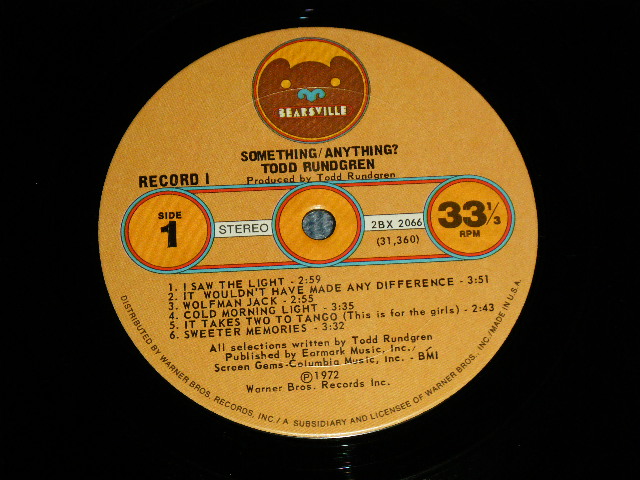 BEARSVILLE
SOMETHING/ANYTHING?
TODD RUNDGREN
Produced by Todd Rundgren
RECORD I
SIDE
1
STEREO
2BX 2066
(31,360)
33 1/3
RPM
1. I SAW THE LIGHT - 2:59
2. IT WOULDN'T HAVE MADE ANY DIFFERENCE - 3:51
3. WOLFMAN JACK - 2:55
4. COLD MORNING LIGHT - 3:35
5. IT TAKES TWO TO TANGO (This is for the girls) - 2:43
6. SWEETER MEMORIES - 3:32
All selections written by Todd Rundgren
Published by Earmark Music, Inc./
Screen Gems-Columbia Music, Inc. - BMI
Ⓟ1972
Warner Bros. Records Inc.
DISTRIBUTED BY WARNER BROS. RECORDS, INC./A SUBSIDIARY AND LICENSEE OF WARNER BROS., INC./MADE IN U.S.A.